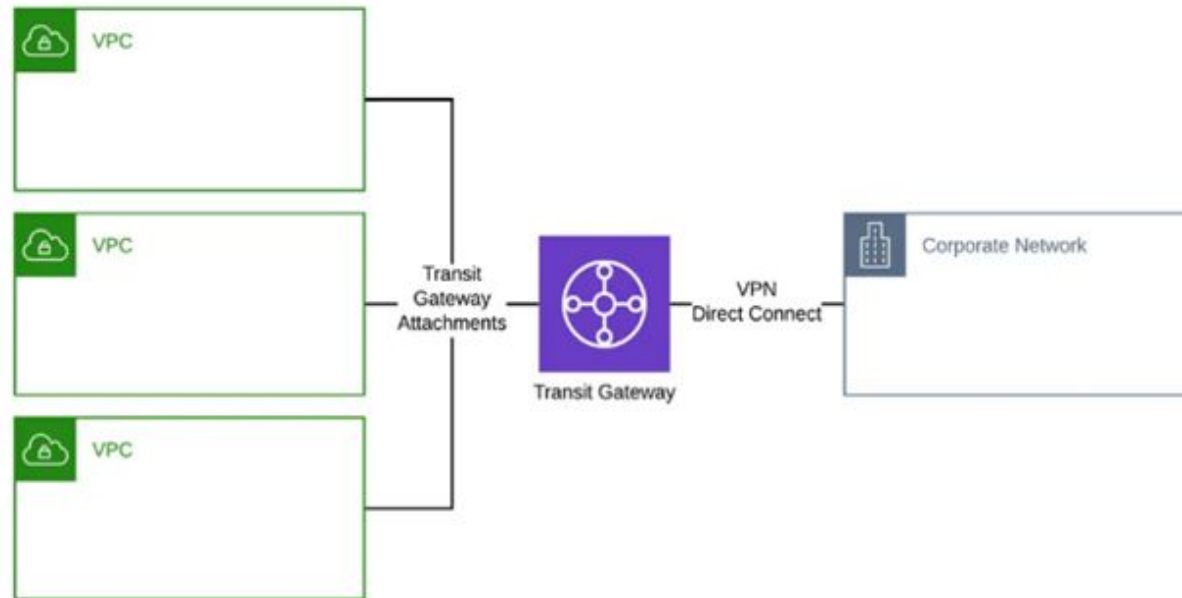 VPC
VPC
VPC
Transit
Gateway
Attachments
Transit Gateway
VPN
Direct Connect
Corporate Network